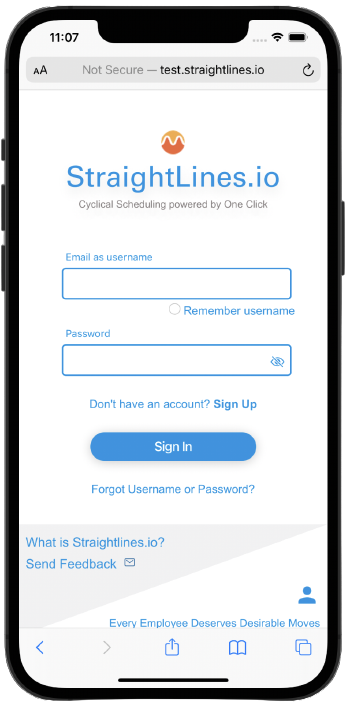 11:07
AA Not Secure — test.straightlines.io
StraightLines.io
Cyclical Scheduling powered by One Click
Email as username
Remember username
Password
Don't have an account? Sign Up
Sign In
Forgot Username or Password?
What is Straightlines.io?
Send Feedback
Every Employee Deserves Desirable Moves